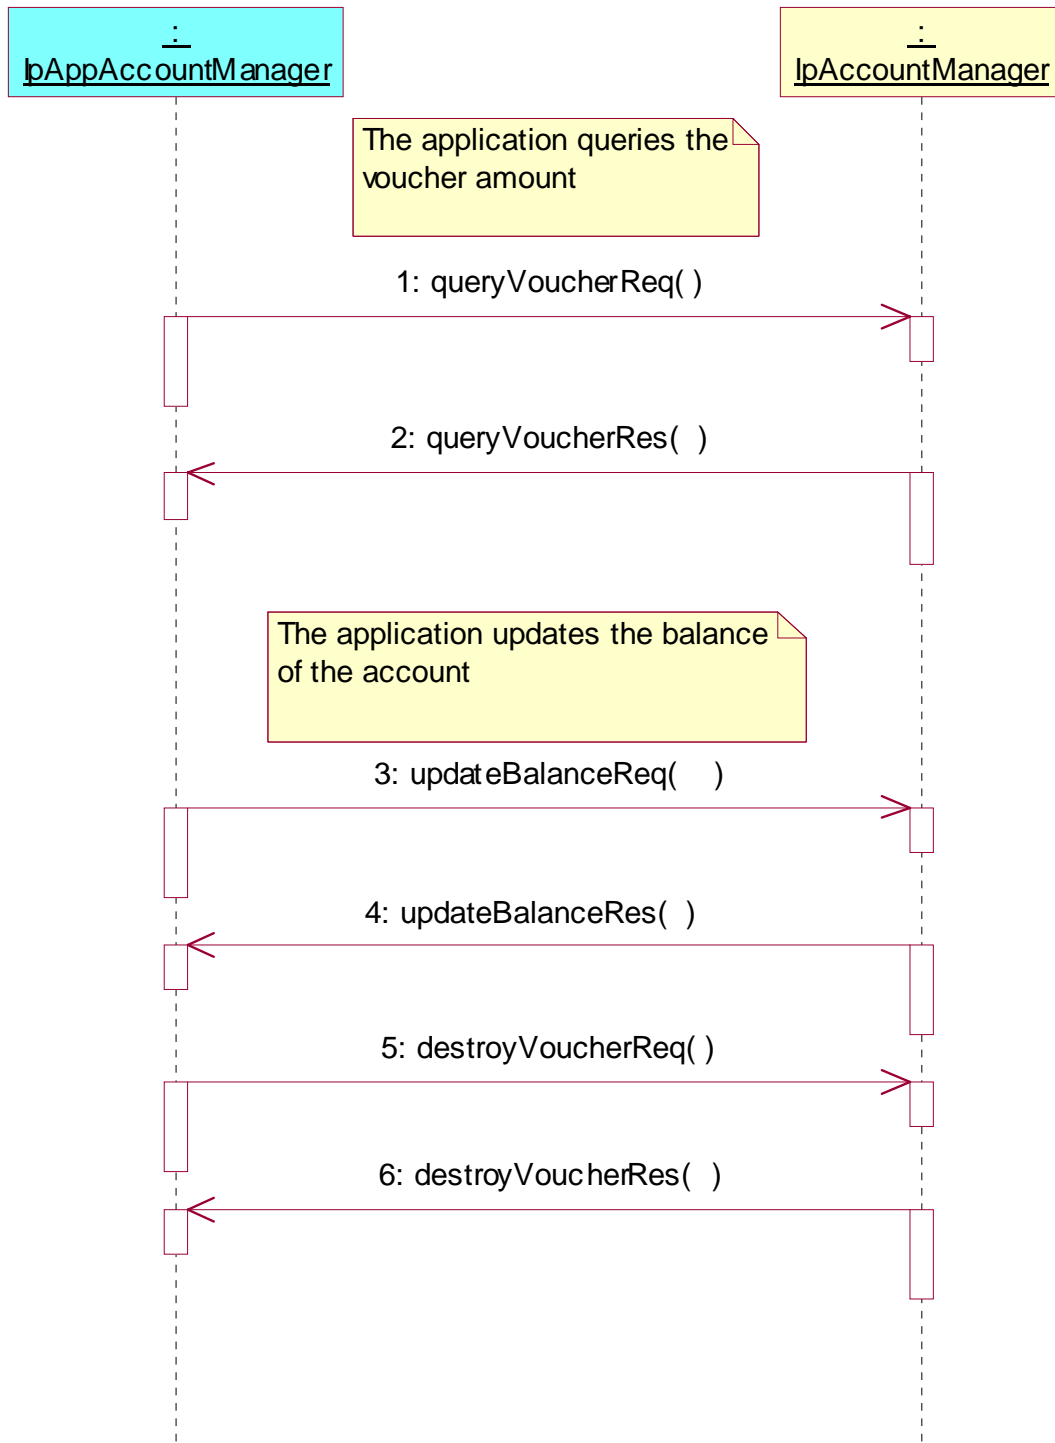 :
IpAppAccountManager
:
IpAccountManager
The application queries the
voucher amount
1: queryVoucherReq( )
2: queryVoucherRes(  )
The application updates the balance
of the account
3: updateBalanceReq(    )
4: updateBalanceRes(  )
5: destroyVoucherReq( )
6: destroyVoucherRes(  )